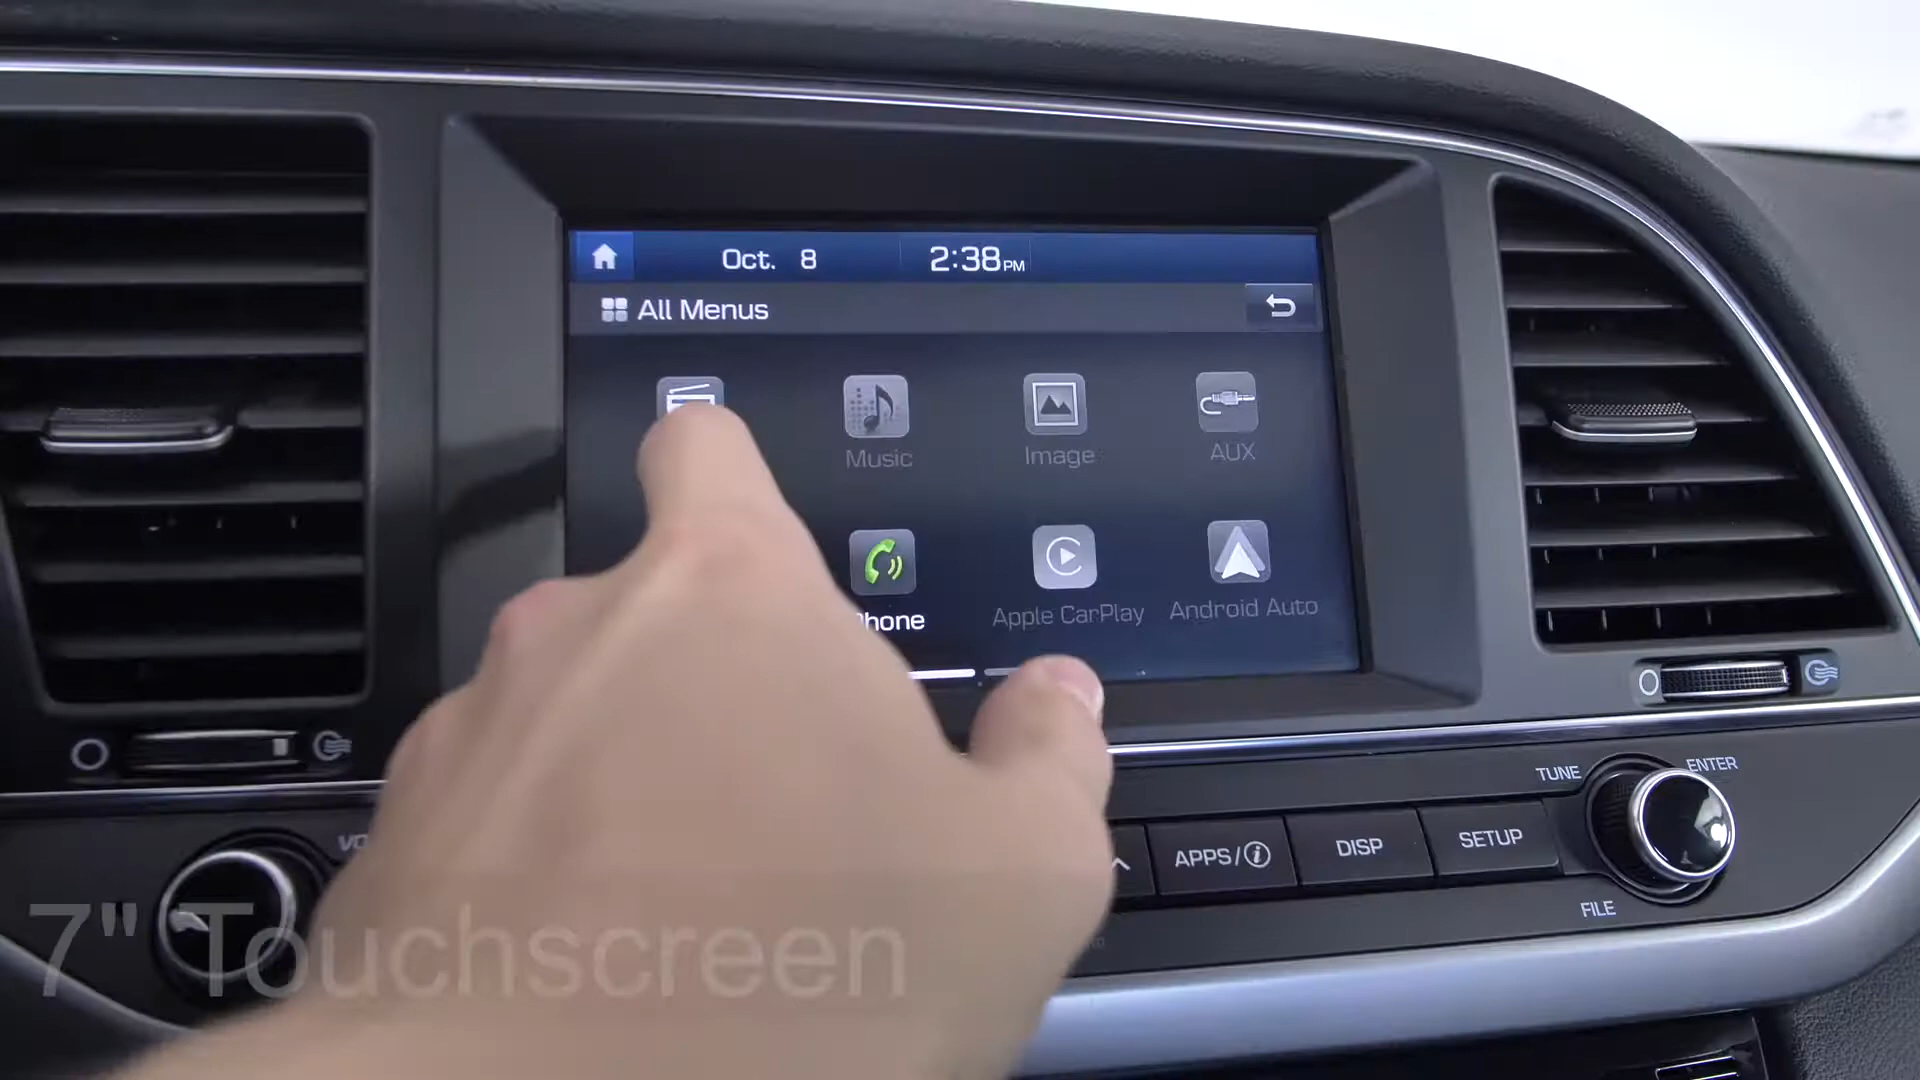 Oct. 8 2:38PM
All Menus
Music Image AUX
Phone Apple CarPlay Android Auto
TUNE ENTER
APPS/i DISP SETUP
FILE
7" Touchscreen